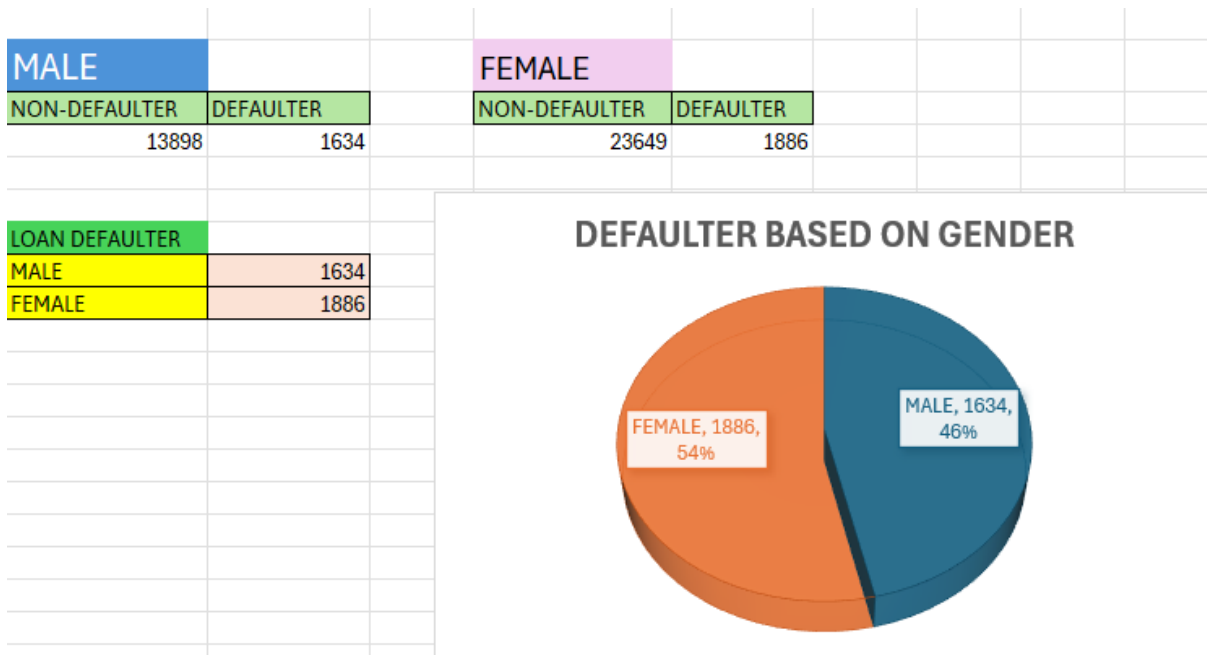 MALE FEMALE
NON-DEFAULTER DEFAULTER NON-DEFAULTER DEFAULTER
13898 1634 23649 1886
LOAN DEFAULTER
MALE 1634
FEMALE 1886
DEFAULTER BASED ON GENDER
MALE, 1634,
46%
FEMALE, 1886,
54%